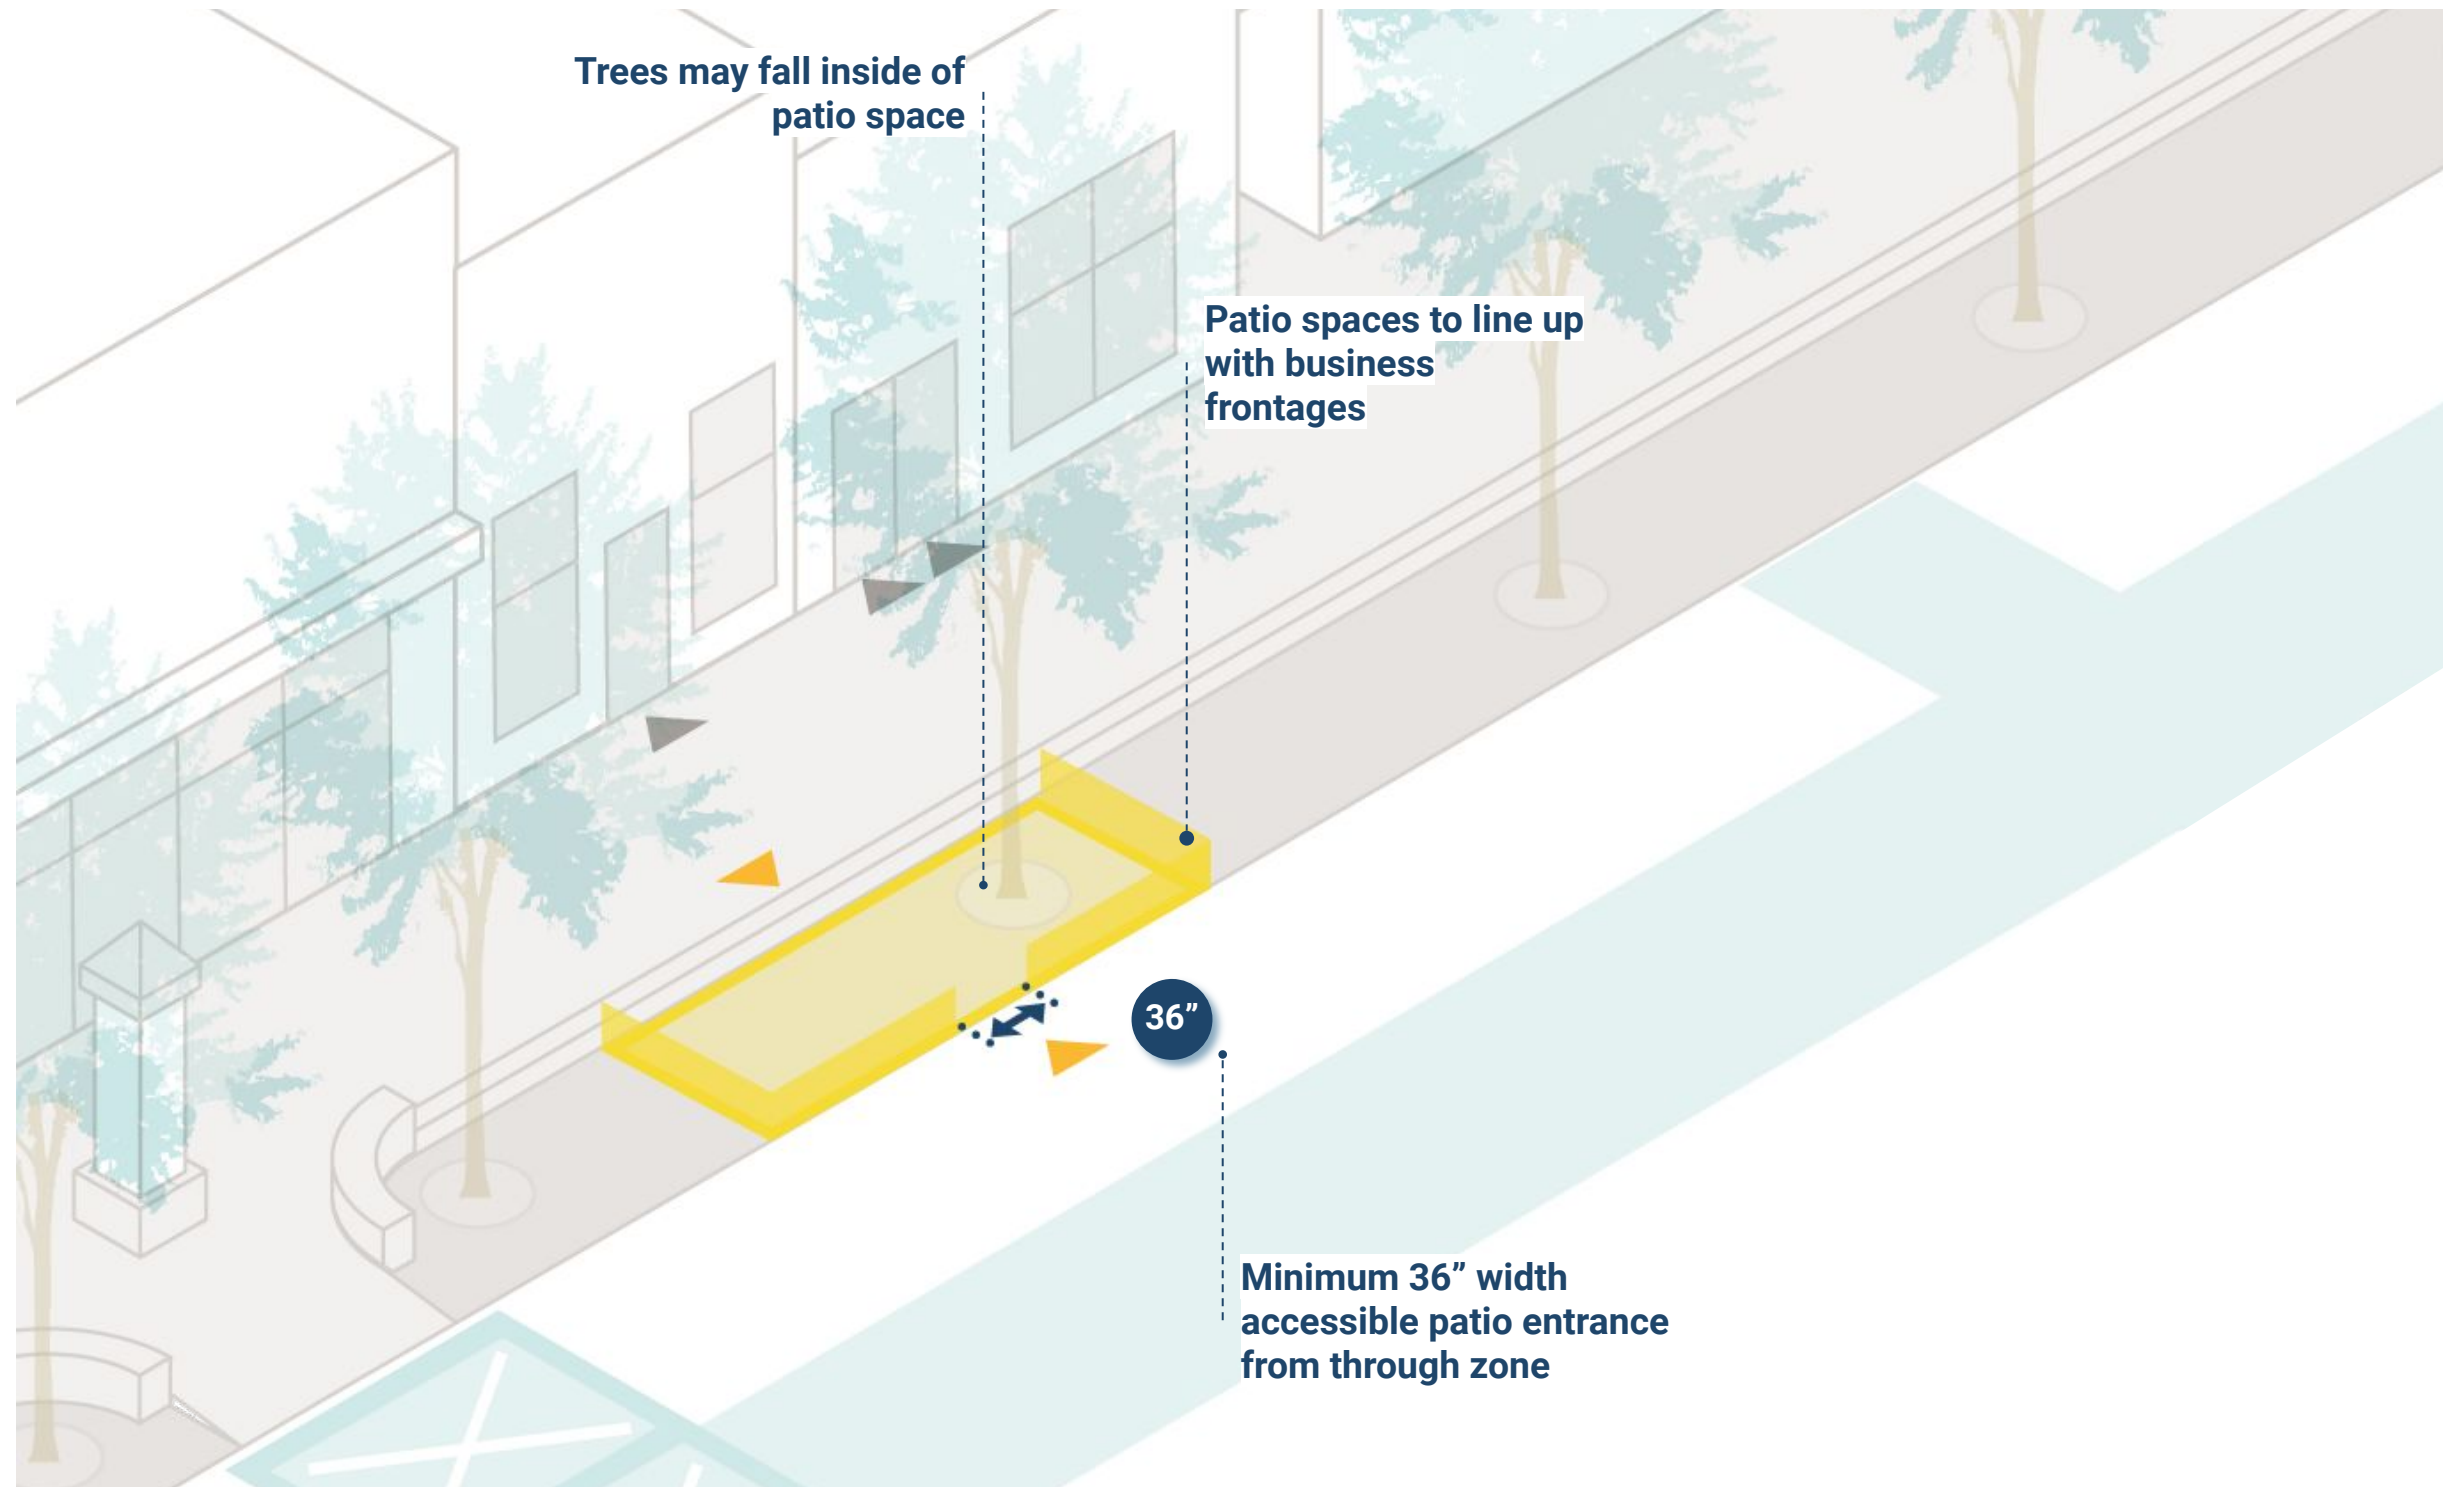 Trees may fall inside of
patio space
Patio spaces to line up
with business
frontages
36”
Minimum 36” width
accessible patio entrance
from through zone